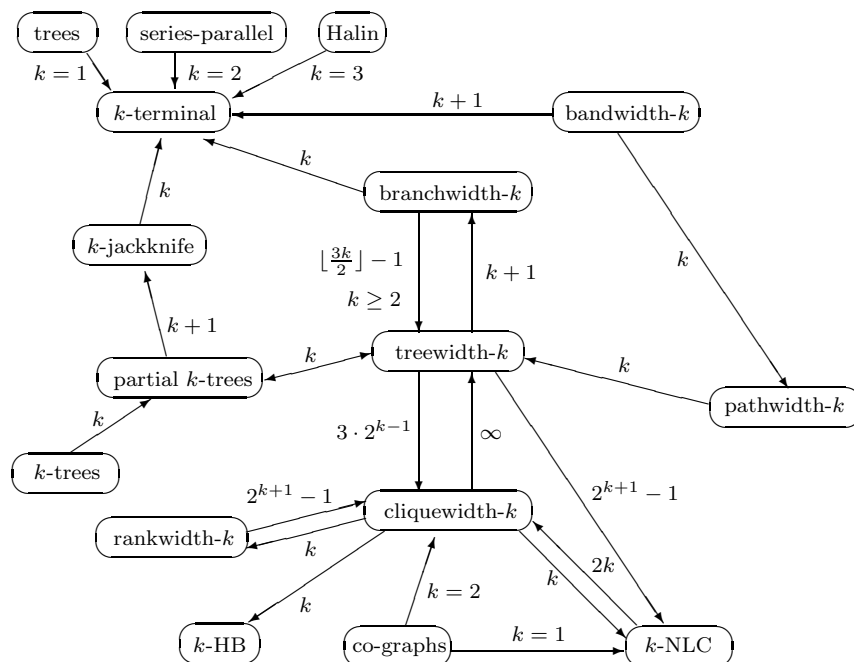 trees series-parallel Halin
k = 1 k = 2 k = 3
k + 1
k-terminal bandwidth-k
k
k
branchwidth-k
k-jackknife
⌊3k/2⌋ − 1
k
k + 1
k ≥ 2
k + 1
treewidth-k
k
k
partial k-trees
pathwidth-k
k
3 · 2^{k−1} ∞
k-trees
2^{k+1} − 1 2^{k+1} − 1
cliquewidth-k
rankwidth-k
k
k 2k
k = 2
k
k = 1
k-HB co-graphs k-NLC